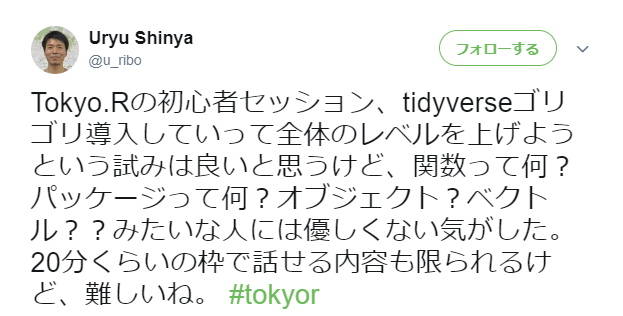 Uryu Shinya
@u_ribo
フォローする
Tokyo.Rの初心者セッション、tidyverseゴリ
ゴリ導入していって全体のレベルを上げよう
という試みは良いと思うけど、関数って何？
パッケージって何？オブジェクト？ベクト
ル？？みたいな人には優しくない気がした。
20分くらいの枠で話せる内容も限られるけ
ど、難しいね。 #tokyor